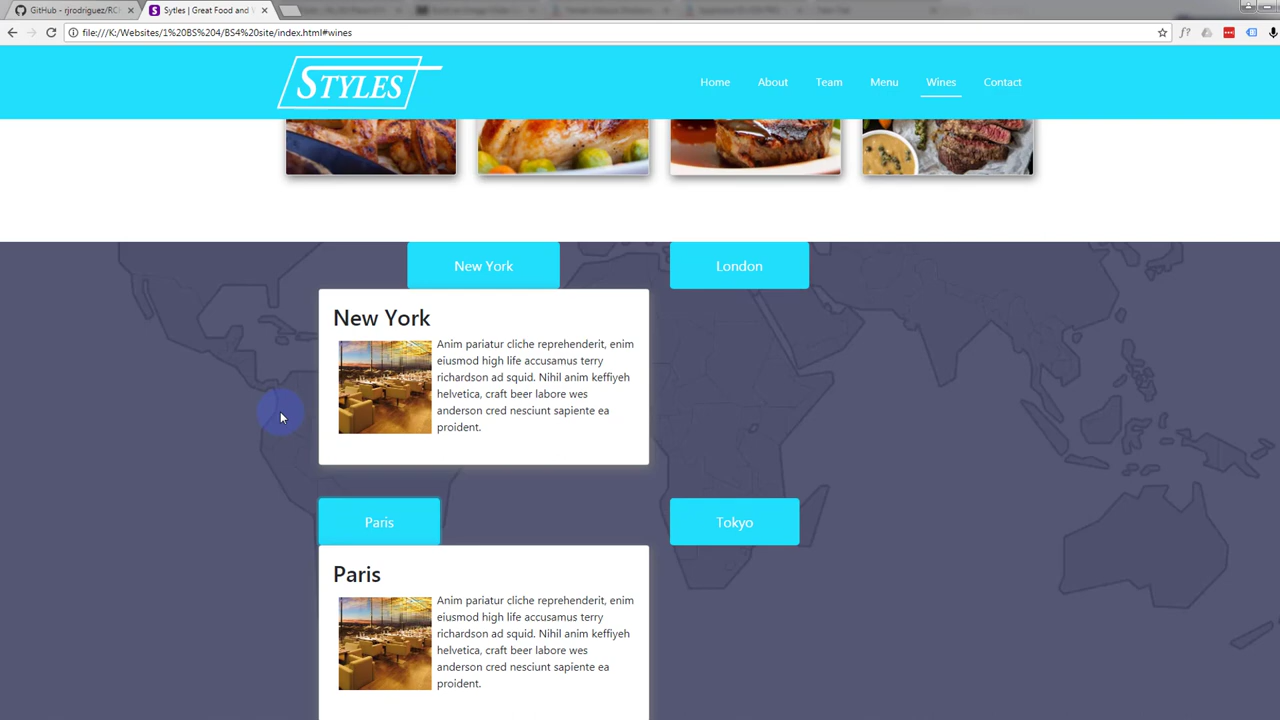 GitHub - rjrodriguez/RC
Sytles | Great Food and
file:///K:/Websites/1%20BS%204/BS4%20site/index.html#wines
STYLES
Home About Team Menu Wines Contact
New York
London
New York
Anim pariatur cliche reprehenderit, enim
eiusmod high life accusamus terry
richardson ad squid. Nihil anim keffiyeh
helvetica, craft beer labore wes
anderson cred nesciunt sapiente ea
proident.
Paris
Tokyo
Paris
Anim pariatur cliche reprehenderit, enim
eiusmod high life accusamus terry
richardson ad squid. Nihil anim keffiyeh
helvetica, craft beer labore wes
anderson cred nesciunt sapiente ea
proident.